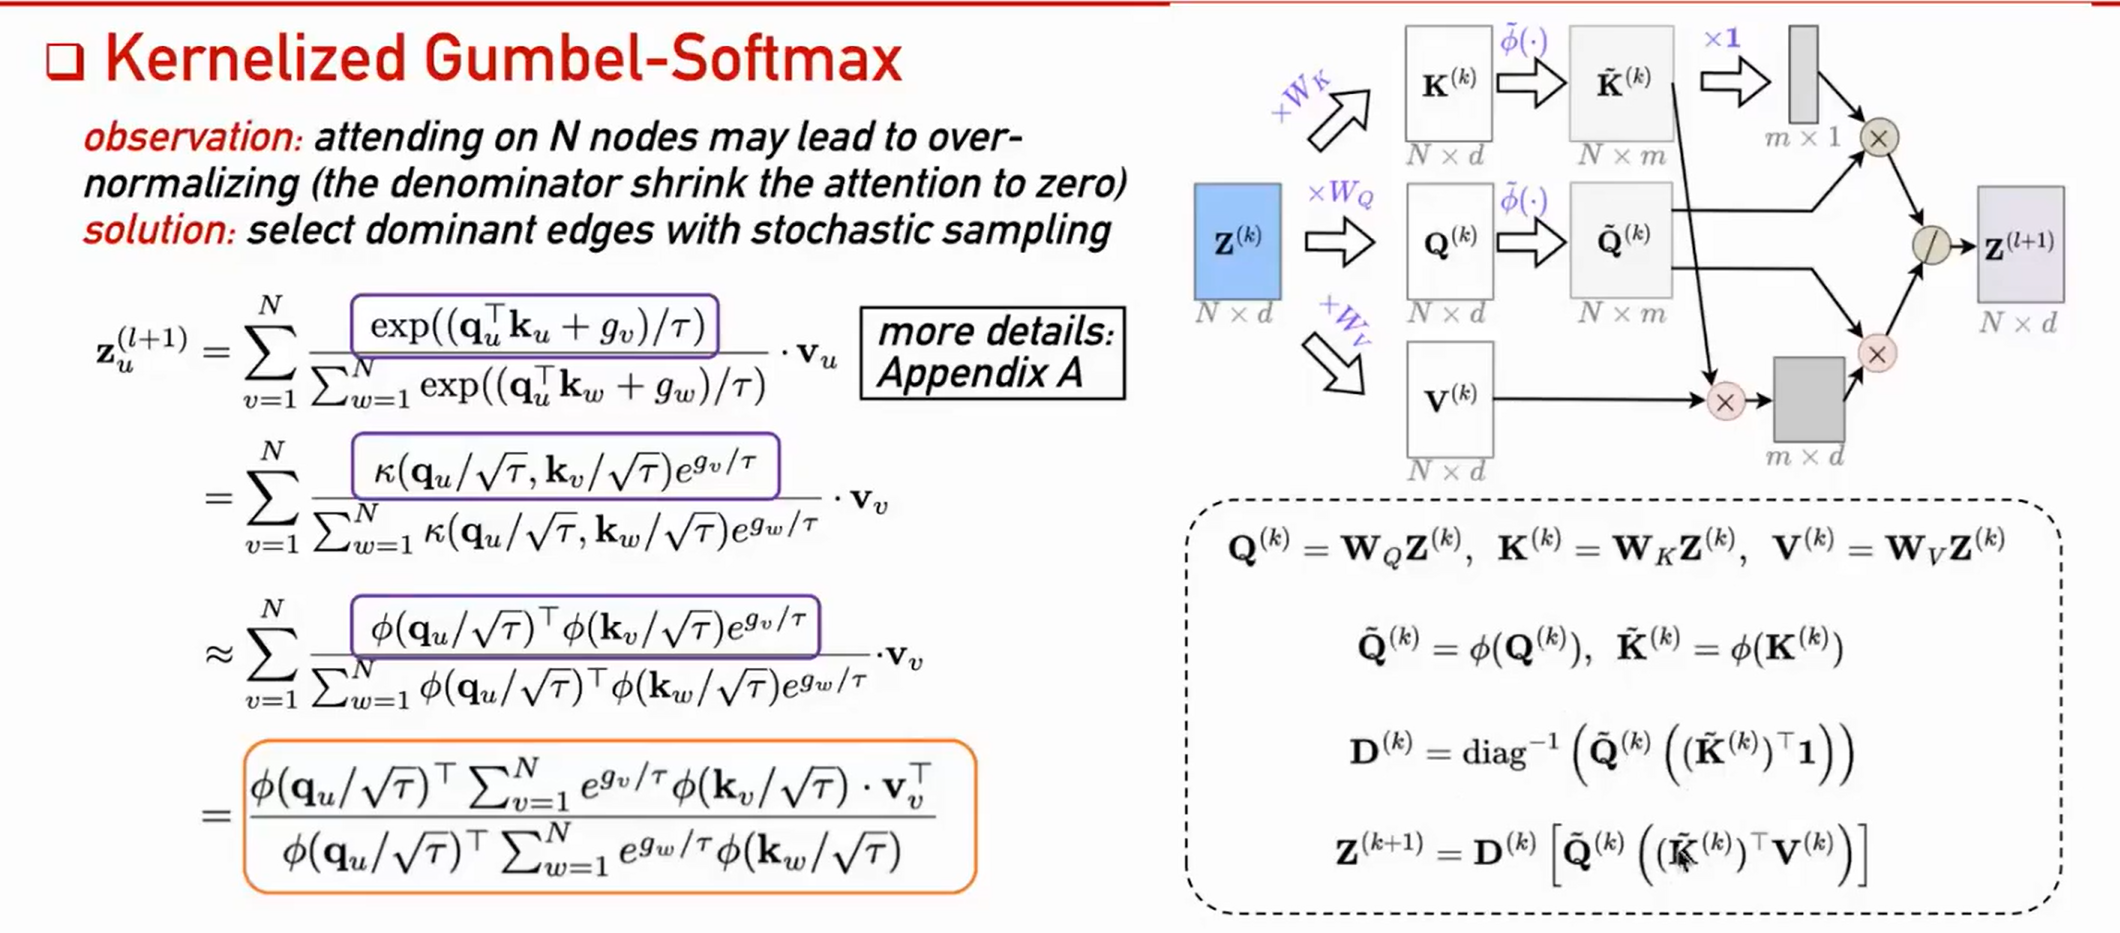 ❑ Kernelized Gumbel-Softmax
observation: attending on N nodes may lead to over-
normalizing (the denominator shrink the attention to zero)
solution: select dominant edges with stochastic sampling
$\mathbf{z}_u^{(l+1)} = \sum_{v=1}^{N} \frac{\exp((\mathbf{q}_u^\top \mathbf{k}_u + g_v)/\tau)}{\sum_{w=1}^{N} \exp((\mathbf{q}_u^\top \mathbf{k}_w + g_w)/\tau)} \cdot \mathbf{v}_u$
more details:
Appendix A
$= \sum_{v=1}^{N} \frac{\kappa(\mathbf{q}_u/\sqrt{\tau}, \mathbf{k}_v/\sqrt{\tau})e^{g_v/\tau}}{\sum_{w=1}^{N} \kappa(\mathbf{q}_u/\sqrt{\tau}, \mathbf{k}_w/\sqrt{\tau})e^{g_w/\tau}} \cdot \mathbf{v}_v$
$\approx \sum_{v=1}^{N} \frac{\phi(\mathbf{q}_u/\sqrt{\tau})^\top \phi(\mathbf{k}_v/\sqrt{\tau})e^{g_v/\tau}}{\sum_{w=1}^{N} \phi(\mathbf{q}_u/\sqrt{\tau})^\top \phi(\mathbf{k}_w/\sqrt{\tau})e^{g_w/\tau}} \cdot \mathbf{v}_v$
$= \frac{\phi(\mathbf{q}_u/\sqrt{\tau})^\top \sum_{v=1}^{N} e^{g_v/\tau} \phi(\mathbf{k}_v/\sqrt{\tau}) \cdot \mathbf{v}_v^\top}{\phi(\mathbf{q}_u/\sqrt{\tau})^\top \sum_{w=1}^{N} e^{g_w/\tau} \phi(\mathbf{k}_w/\sqrt{\tau})}$
$\mathbf{Z}^{(k)}$
$N \times d$
$\times W_K$
$\times W_Q$
$+ W_V$
$\mathbf{K}^{(k)}$
$N \times d$
$\tilde{\phi}(\cdot)$
$\tilde{\mathbf{K}}^{(k)}$
$N \times m$
$\times \mathbf{1}$
$m \times 1$
$\times$
$\mathbf{Q}^{(k)}$
$N \times d$
$\tilde{\phi}(\cdot)$
$\tilde{\mathbf{Q}}^{(k)}$
$N \times m$
$/$
$\mathbf{Z}^{(l+1)}$
$N \times d$
$\mathbf{V}^{(k)}$
$N \times d$
$\times$
$m \times d$
$\times$
$\mathbf{Q}^{(k)} = \mathbf{W}_Q \mathbf{Z}^{(k)}, \mathbf{K}^{(k)} = \mathbf{W}_K \mathbf{Z}^{(k)}, \mathbf{V}^{(k)} = \mathbf{W}_V \mathbf{Z}^{(k)}$
$\tilde{\mathbf{Q}}^{(k)} = \phi(\mathbf{Q}^{(k)}), \tilde{\mathbf{K}}^{(k)} = \phi(\mathbf{K}^{(k)})$
$\mathbf{D}^{(k)} = \mathrm{diag}^{-1} \left( \tilde{\mathbf{Q}}^{(k)} \left( (\tilde{\mathbf{K}}^{(k)})^\top \mathbf{1} \right) \right)$
$\mathbf{Z}^{(k+1)} = \mathbf{D}^{(k)} \left[ \tilde{\mathbf{Q}}^{(k)} \left( (\tilde{\mathbf{K}}^{(k)})^\top \mathbf{V}^{(k)} \right) \right]$